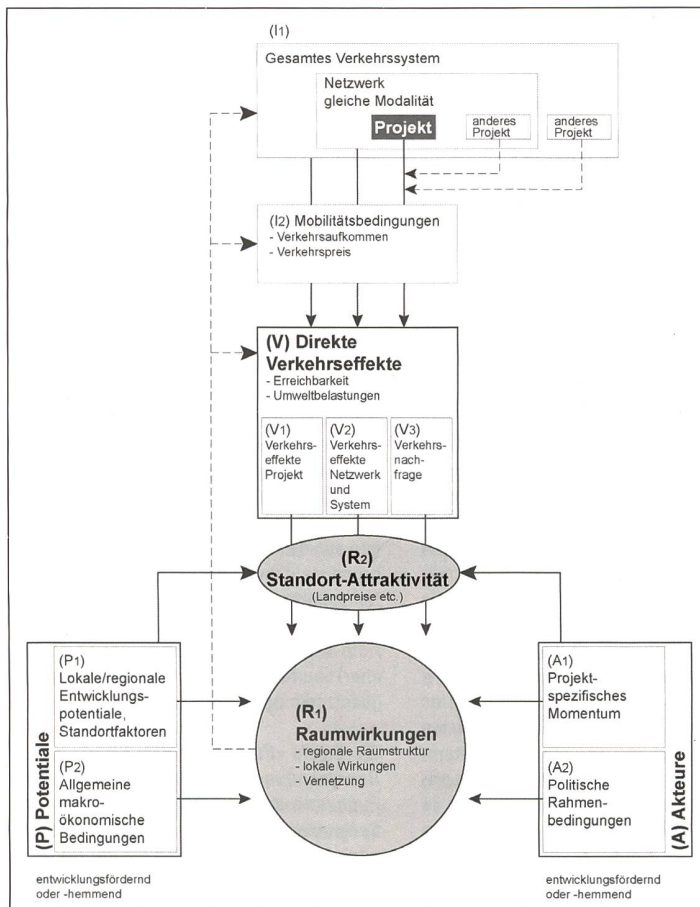 (I1)
Gesamtes Verkehrssystem
Netzwerk
gleiche Modalität
Projekt
anderes
Projekt
anderes
Projekt
(I2) Mobilitätsbedingungen
- Verkehrsaufkommen
- Verkehrspreis
(V) Direkte
Verkehrseffekte
- Erreichbarkeit
- Umweltbelastungen
(V1)
Verkehrs-
effekte
Projekt
(V2)
Verkehrs-
effekte
Netzwerk
und
System
(V3)
Verkehrs-
nach-
frage
(R2)
Standort-Attraktivität
(Landpreise etc.)
(P) Potentiale
(P1)
Lokale/regionale
Entwicklungs-
potentiale,
Standortfaktoren
(P2)
Allgemeine
makro-
ökonomische
Bedingungen
(R1)
Raumwirkungen
- regionale Raumstruktur
- lokale Wirkungen
- Vernetzung
(A1)
Projekt-
spezifisches
Momentum
(A2)
Politische
Rahmen-
bedingungen
(A) Akteure
entwicklungsfördernd
oder -hemmend
entwicklungsfördernd
oder -hemmend